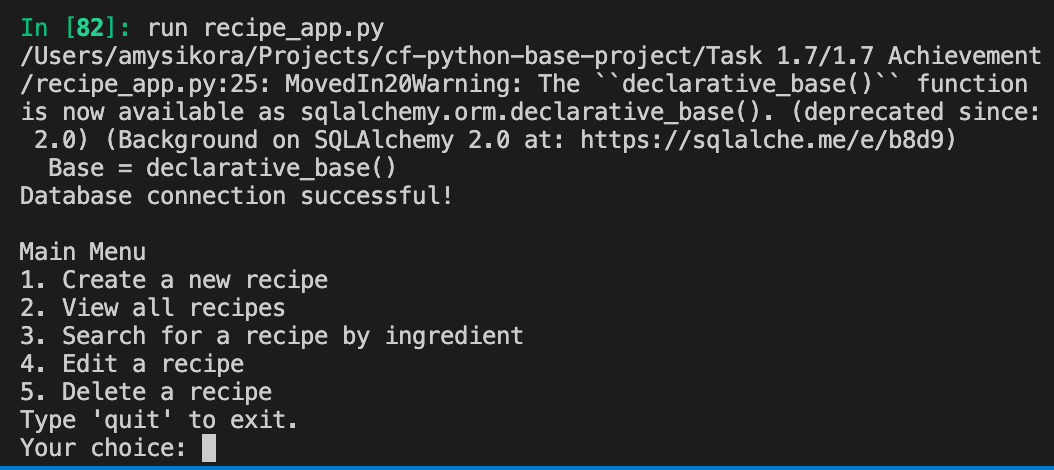 In [82]: run recipe_app.py
/Users/amysikora/Projects/cf-python-base-project/Task 1.7/1.7 Achievement
/recipe_app.py:25: MovedIn20Warning: The ``declarative_base()`` function
is now available as sqlalchemy.orm.declarative_base(). (deprecated since:
 2.0) (Background on SQLAlchemy 2.0 at: https://sqlalche.me/e/b8d9)
  Base = declarative_base()
Database connection successful!

Main Menu
1. Create a new recipe
2. View all recipes
3. Search for a recipe by ingredient
4. Edit a recipe
5. Delete a recipe
Type 'quit' to exit.
Your choice: